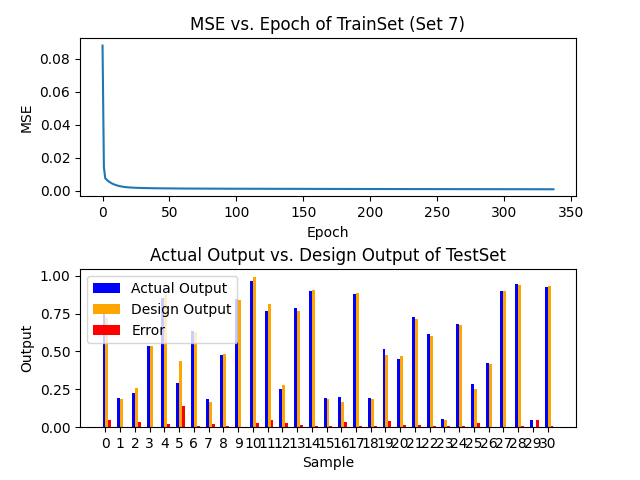 MSE vs. Epoch of TrainSet (Set 7)
0.08
0.06
0.04
0.02
0.00
MSE
0 50 100 150 200 250 300 350
Epoch
Actual Output vs. Design Output of TestSet
1.00
0.75
0.50
0.25
0.00
Output
Actual Output
Design Output
Error
0 1 2 3 4 5 6 7 8 9 10 11 12 13 14 15 16 17 18 19 20 21 22 23 24 25 26 27 28 29 30
Sample